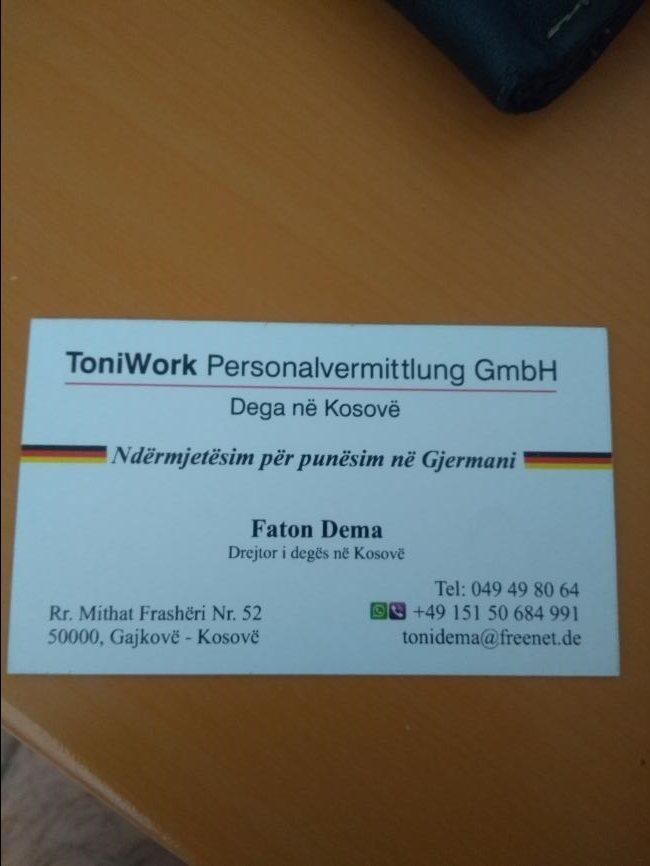 ToniWork Personalvermittlung GmbH
Dega në Kosovë
Ndërmjetësim për punësim në Gjermani
Faton Dema
Drejtor i degës në Kosovë
Rr. Mithat Frashëri Nr. 52
50000, Gajkovë - Kosovë
Tel: 049 49 80 64
+49 151 50 684 991
tonidema@freenet.de